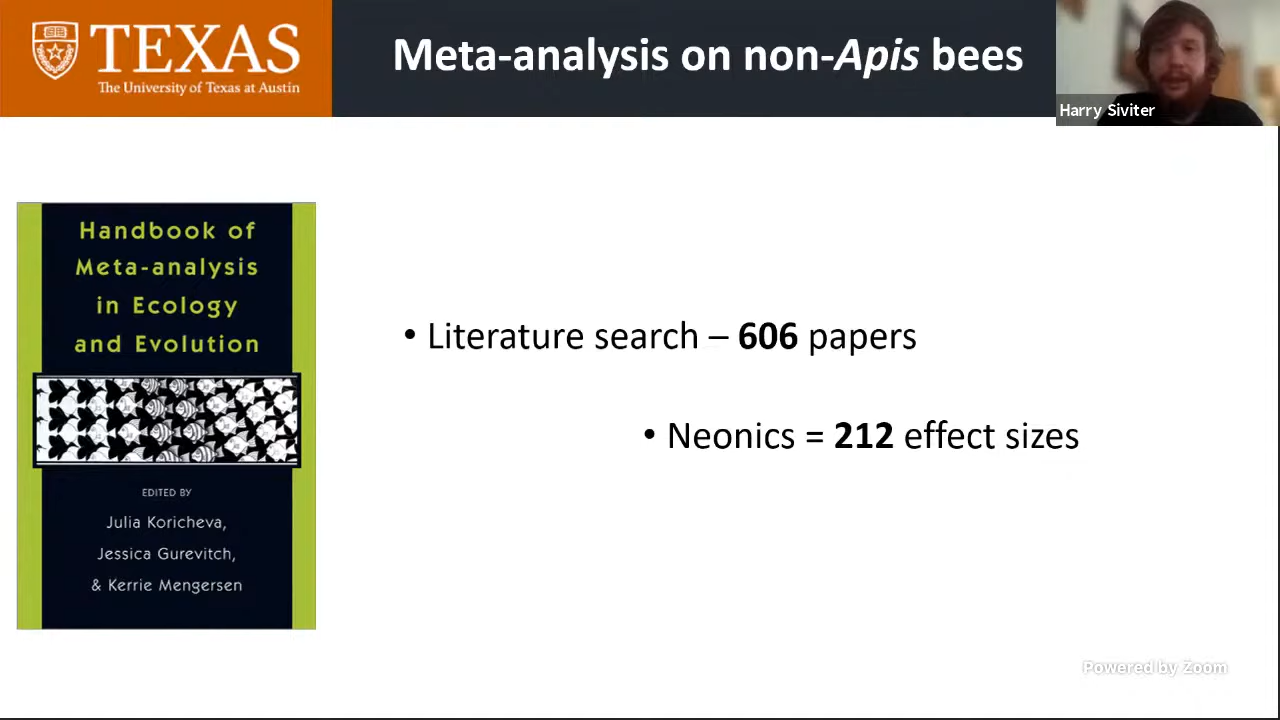 TEXAS
The University of Texas at Austin
Meta-analysis on non-Apis bees
Harry Siviter
Handbook of
Meta-analysis
in Ecology
and Evolution
EDITED BY
Julia Koricheva,
Jessica Gurevitch,
& Kerrie Mengersen
• Literature search – 606 papers
• Neonics = 212 effect sizes
Powered by Zoom